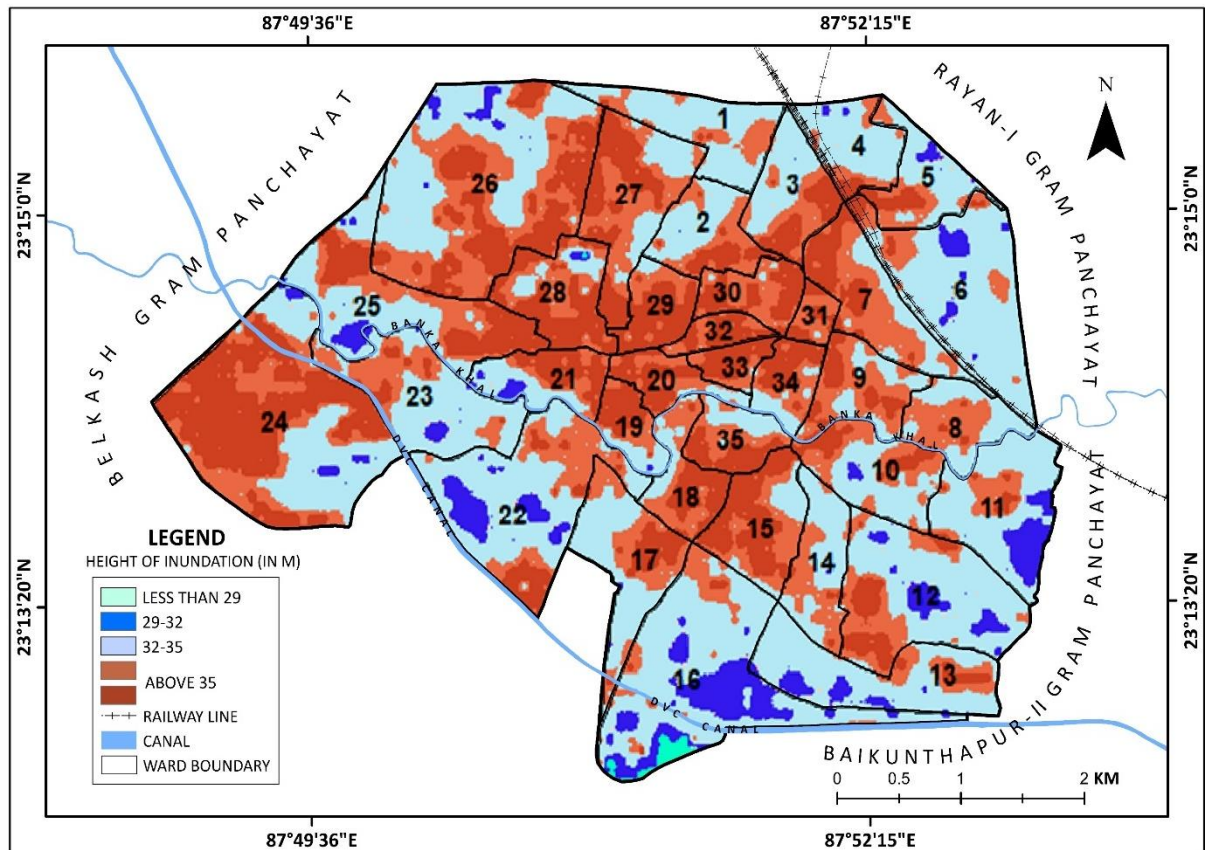 87°49'36"E
87°52'15"E
23°15'0"N
23°15'0"N
23°13'20"N
23°13'20"N
87°49'36"E
87°52'15"E
BELKASH GRAM PANCHAYAT
RAYAN-I GRAM PANCHAYAT
BAIKUNTHAPUR-II GRAM PANCHAYAT
N
1
2
3
4
5
6
7
8
9
10
11
12
13
14
15
16
17
18
19
20
21
22
23
24
25
26
27
28
29
30
31
32
33
34
35
BANKA KHAL
BANKA KHAL
DVC CANAL
DVC CANAL
LEGEND
HEIGHT OF INUNDATION (IN M)
LESS THAN 29
29-32
32-35
ABOVE 35
RAILWAY LINE
CANAL
WARD BOUNDARY
0 0.5 1 2 KM